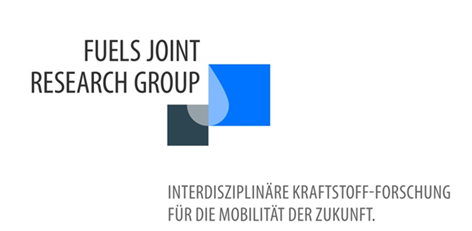 FUELS JOINT
RESEARCH GROUP
INTERDISZIPLINÄRE KRAFTSTOFF-FORSCHUNG
FÜR DIE MOBILITÄT DER ZUKUNFT.